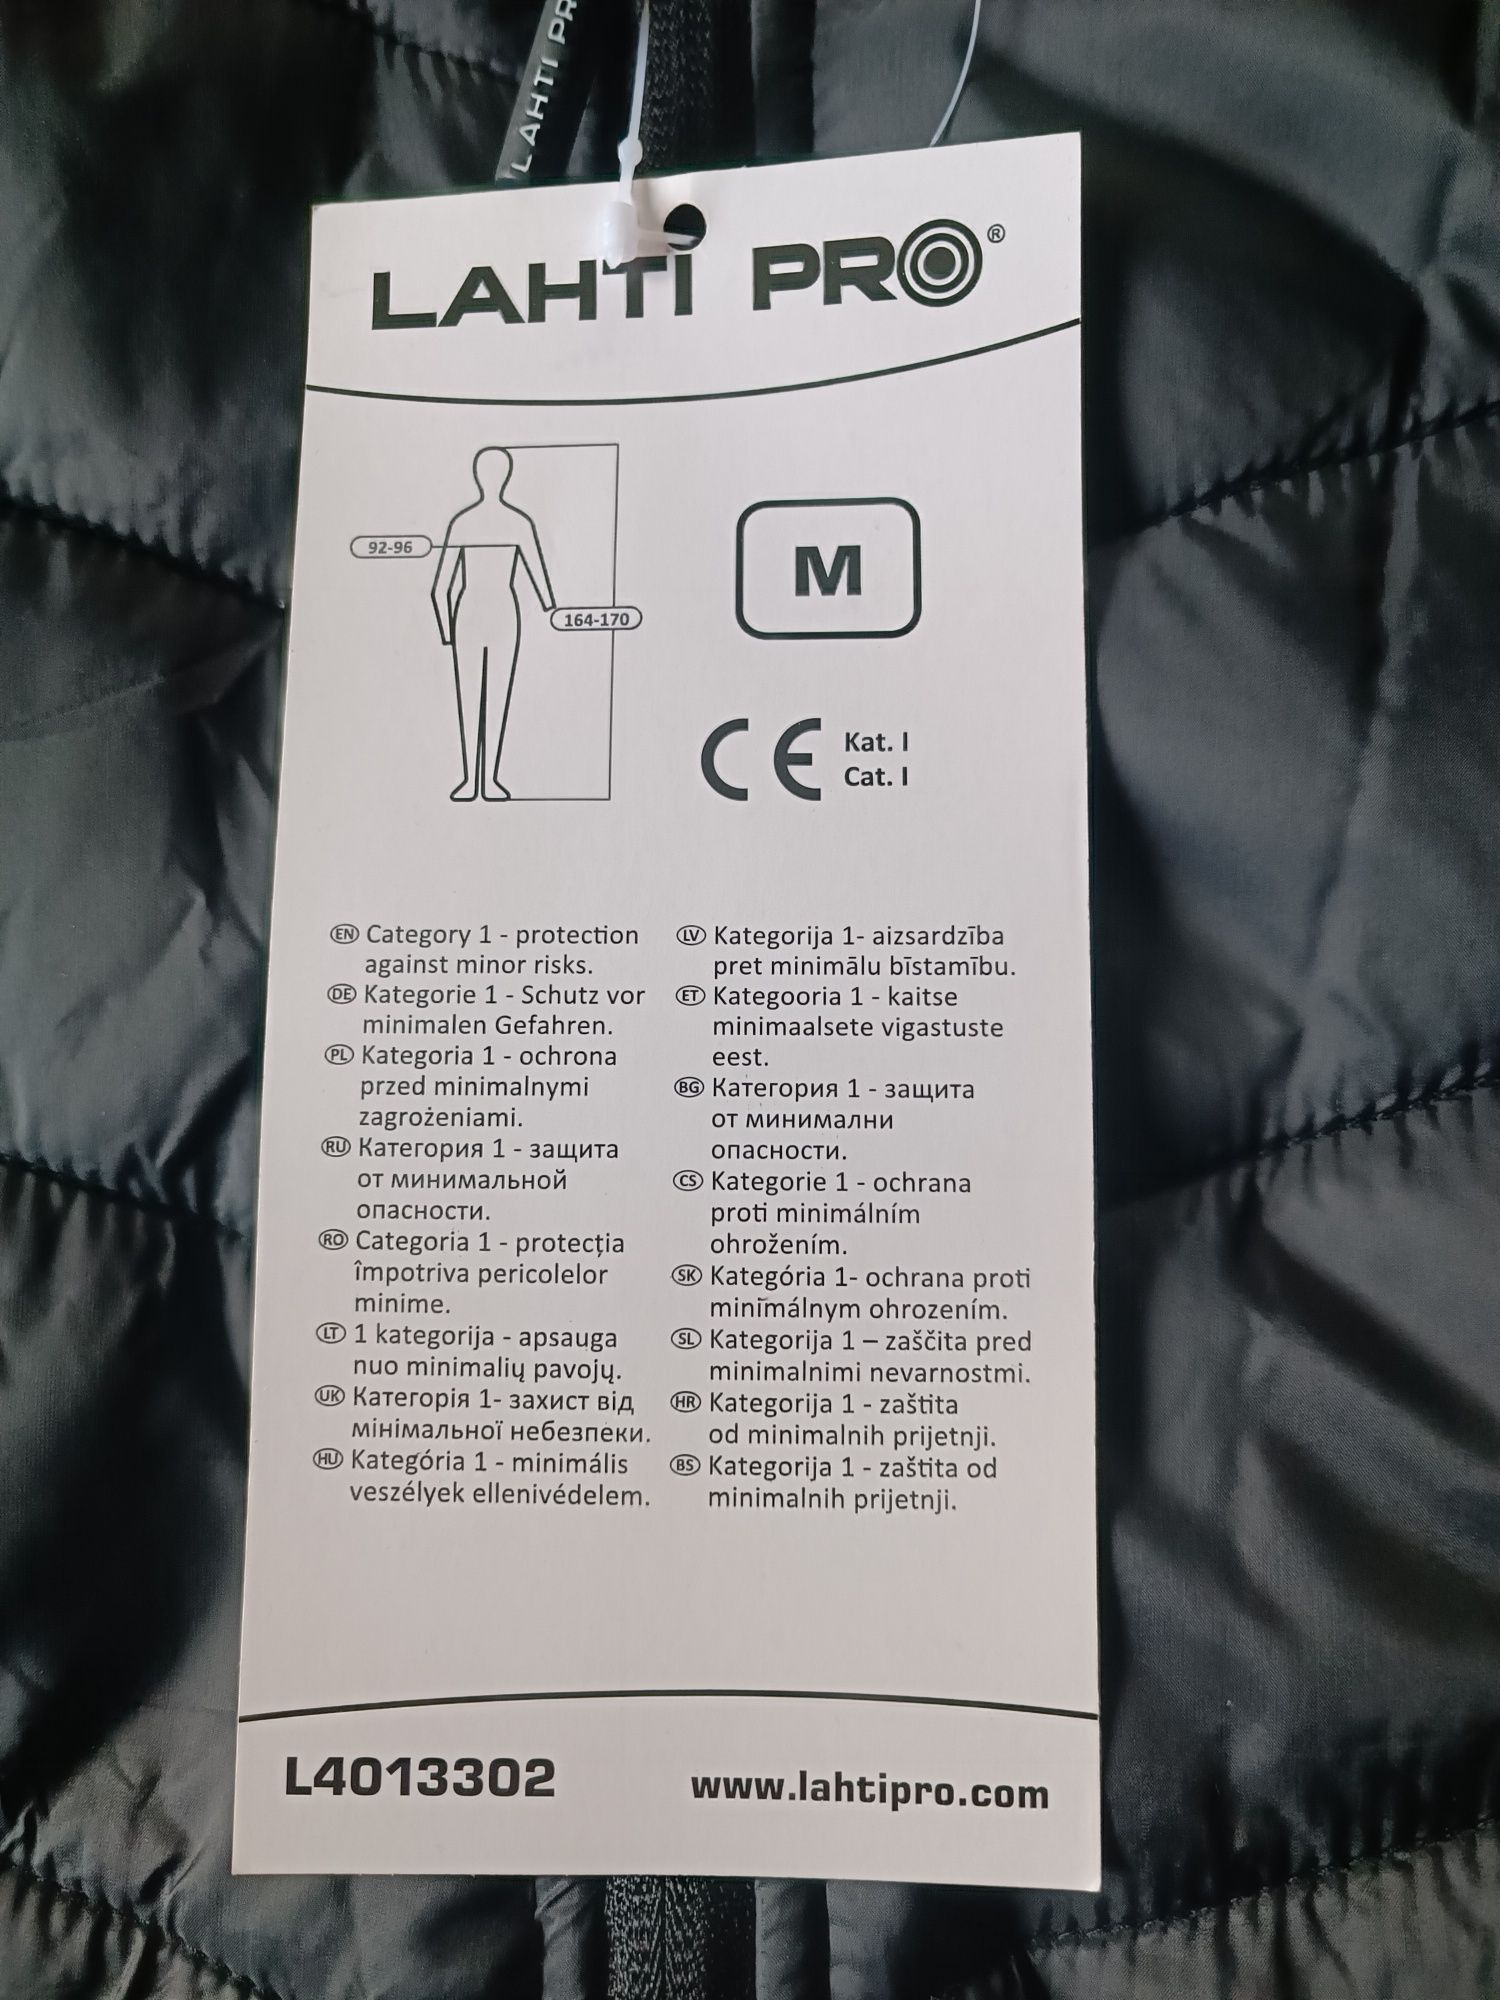 LAHTI PR
LAHTI PRO®
92-96
164-170
M
CE Kat. I
Cat. I
EN Category 1 - protection
against minor risks.
DE Kategorie 1 - Schutz vor
minimalen Gefahren.
PL Kategoria 1 - ochrona
przed minimalnymi
zagrożeniami.
RU Категория 1 - защита
от минимальной
опасности.
RO Categoria 1 - protecția
împotriva pericolelor
minime.
LT 1 kategorija - apsauga
nuo minimalių pavojų.
UK Категорія 1- захист від
мінімальної небезпеки.
HU Kategória 1 - minimális
veszélyek ellenivédelem.
LV Kategorija 1- aizsardzība
pret minimālu bīstamību.
ET Kategooria 1 - kaitse
minimaalsete vigastuste
eest.
BG Категория 1 - защита
от минимални
опасности.
CS Kategorie 1 - ochrana
proti minimálním
ohrožením.
SK Kategória 1- ochrana proti
minimálnym ohrozením.
SL Kategorija 1 – zaščita pred
minimalnimi nevarnostmi.
HR Kategorija 1 - zaštita
od minimalnih prijetnji.
BS Kategorija 1 - zaštita od
minimalnih prijetnji.
L4013302
www.lahtipro.com